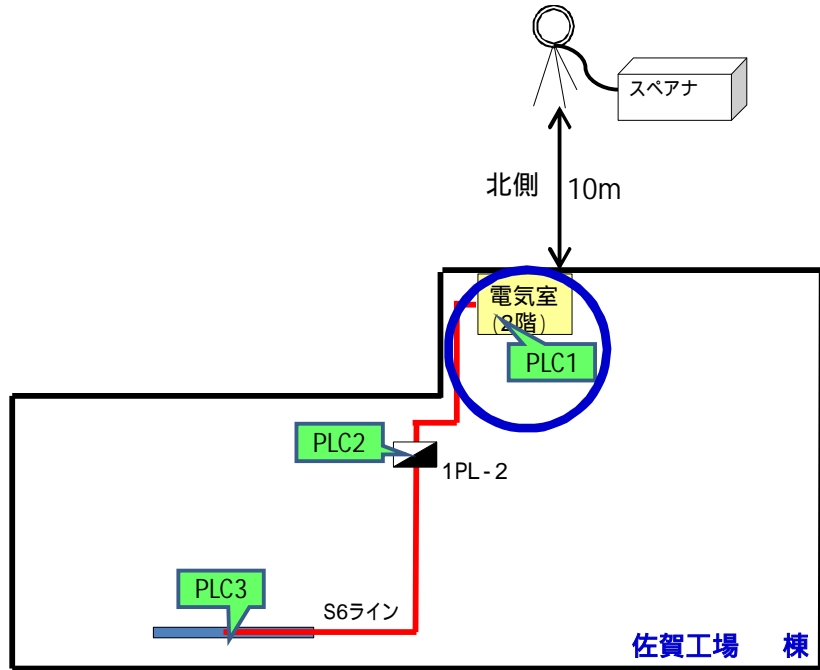 スペアナ
北側 10m
電気室
(2階)
PLC1
PLC2
1PL-2
PLC3
S6ライン
佐賀工場 棟